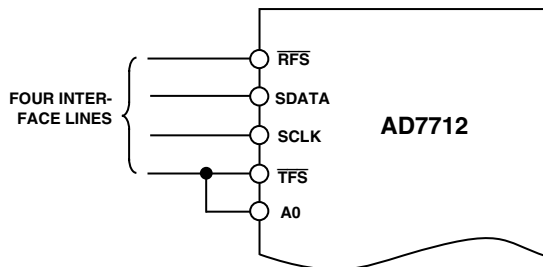 RFS
FOUR INTER-
FACE LINES
SDATA
SCLK
AD7712
TFS
A0